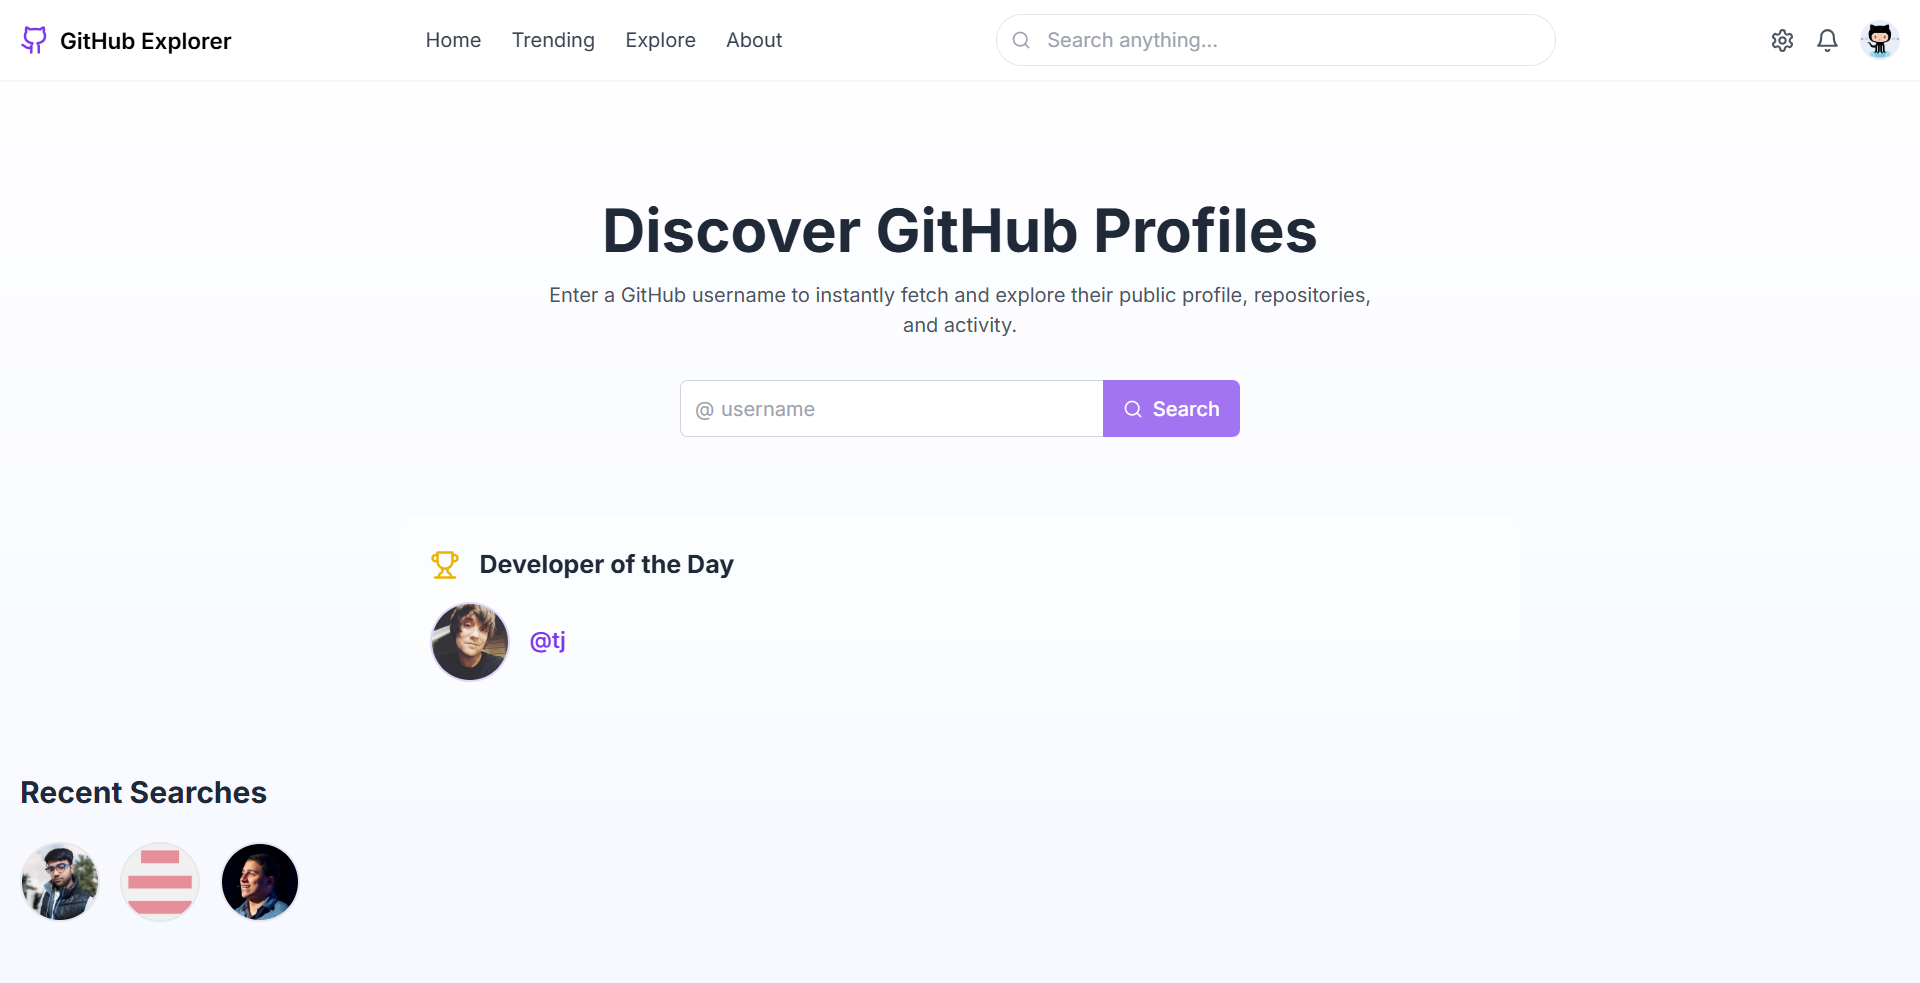 GitHub Explorer
Home
Trending
Explore
About
Search anything...
Discover GitHub Profiles
Enter a GitHub username to instantly fetch and explore their public profile, repositories,
and activity.
@ username
Search
Developer of the Day
@tj
Recent Searches